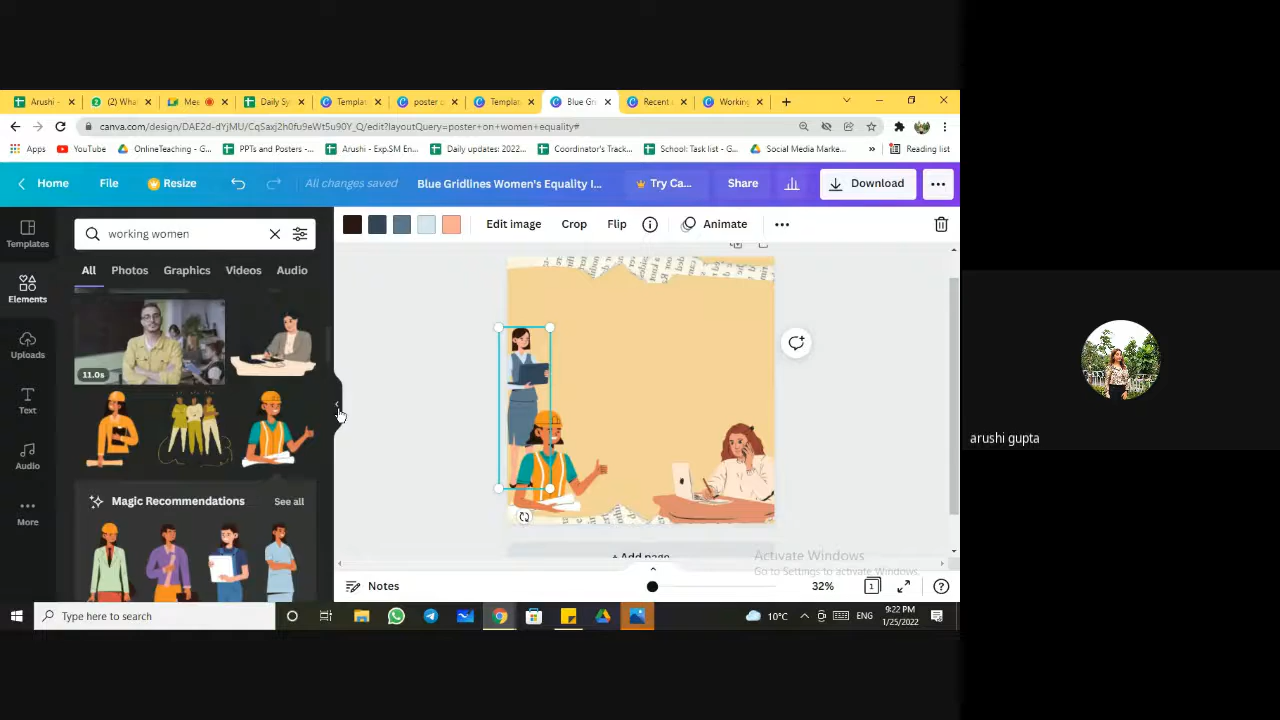 Arushi -
(2) Wha
Mee
Daily Sy
Templat
poster o
Templat
Blue Gri
Recent
Working
canva.com/design/DAE2d-dYjMU/CqSaxj2h0fu9eWt5u90Y_Q/edit?layoutQuery=poster+on+women+equality#
Apps
YouTube
OnlineTeaching - G...
PPTs and Posters -...
Arushi - Exp.SM En...
Daily updates: 2022...
Coordinator's Track...
School: Task list - G...
Social Media Marke...
»
Reading list
Home
File
Resize
All changes saved
Blue Gridlines Women's Equality I...
Try Ca...
Share
Download
Templates
working women
Edit image
Crop
Flip
Animate
Elements
All
Photos
Graphics
Videos
Audio
Uploads
11.0s
Text
Audio
Magic Recommendations
See all
More
+ Add page
Activate Windows
Go to Settings to activate Windows.
Notes
32%
1
Type here to search
10°C
ENG
9:22 PM
1/25/2022
arushi gupta